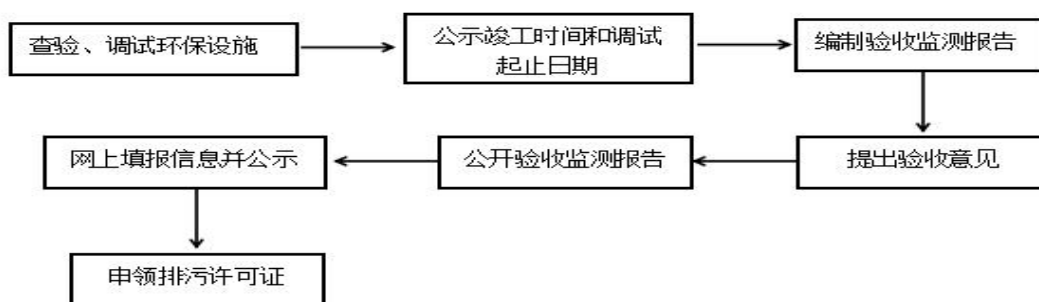 查验、调试环保设施
公示竣工时间和调试
起止日期
编制验收监测报告
提出验收意见
公开验收监测报告
网上填报信息并公示
申领排污许可证